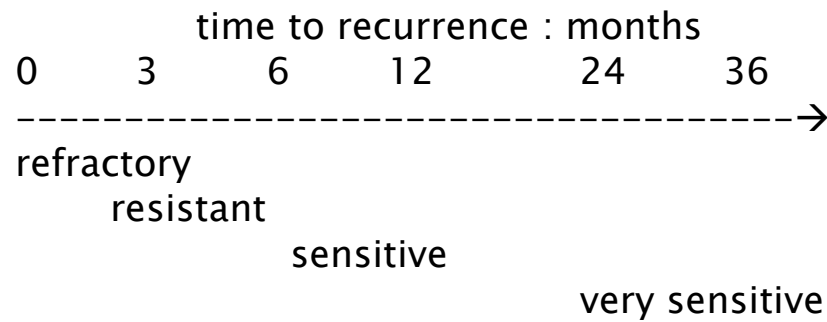 time to recurrence : months
0 3 6 12 24 36
------------------------------------→
refractory
resistant
sensitive
very sensitive